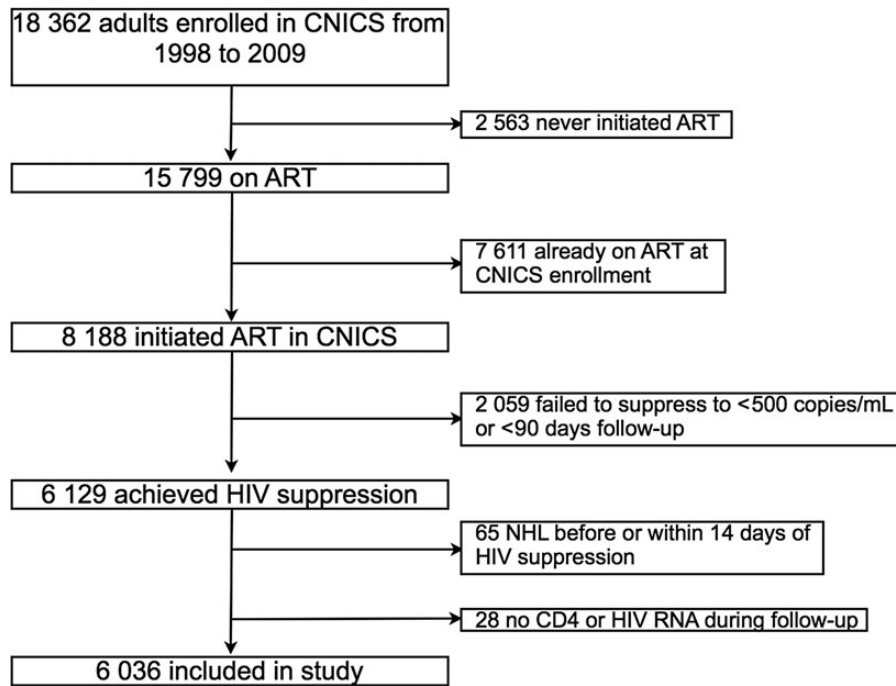 18 362 adults enrolled in CNICS from
1998 to 2009
2 563 never initiated ART
15 799 on ART
7 611 already on ART at
CNICS enrollment
8 188 initiated ART in CNICS
2 059 failed to suppress to <500 copies/mL
or <90 days follow-up
6 129 achieved HIV suppression
65 NHL before or within 14 days of
HIV suppression
28 no CD4 or HIV RNA during follow-up
6 036 included in study